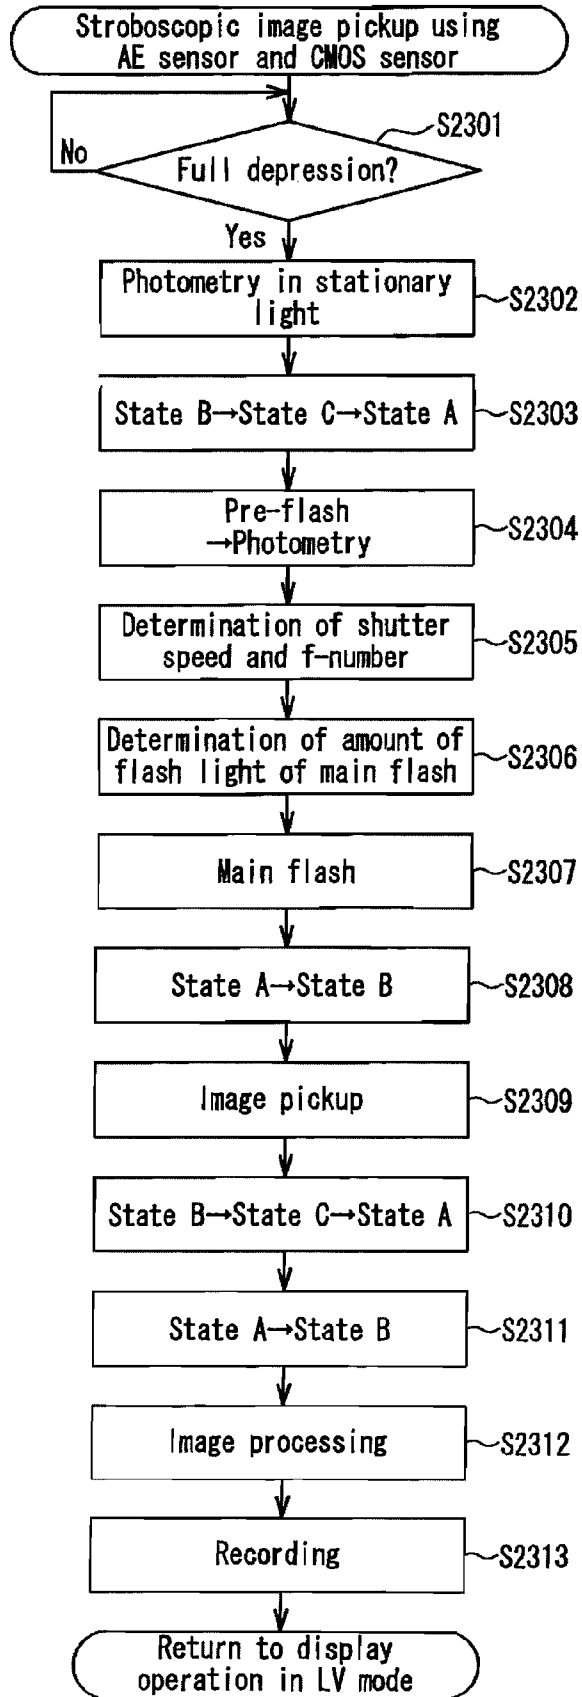 Stroboscopic image pickup using
AE sensor and CMOS sensor
S2301
No
Full depression?
Yes
Photometry in stationary
light
S2302
State B→State C→State A
S2303
Pre-flash
→Photometry
S2304
Determination of shutter
speed and f-number
S2305
Determination of amount of
flash light of main flash
S2306
Main flash
S2307
State A→State B
S2308
Image pickup
S2309
State B→State C→State A
S2310
State A→State B
S2311
Image processing
S2312
Recording
S2313
Return to display
operation in LV mode